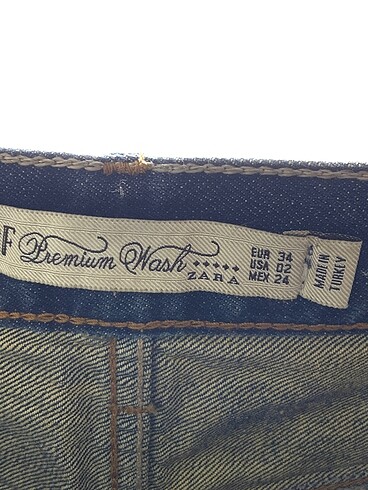 F Premium Wash
ZARA
EUR 34
USA 02
MEX 24
MADE IN
TURKEY